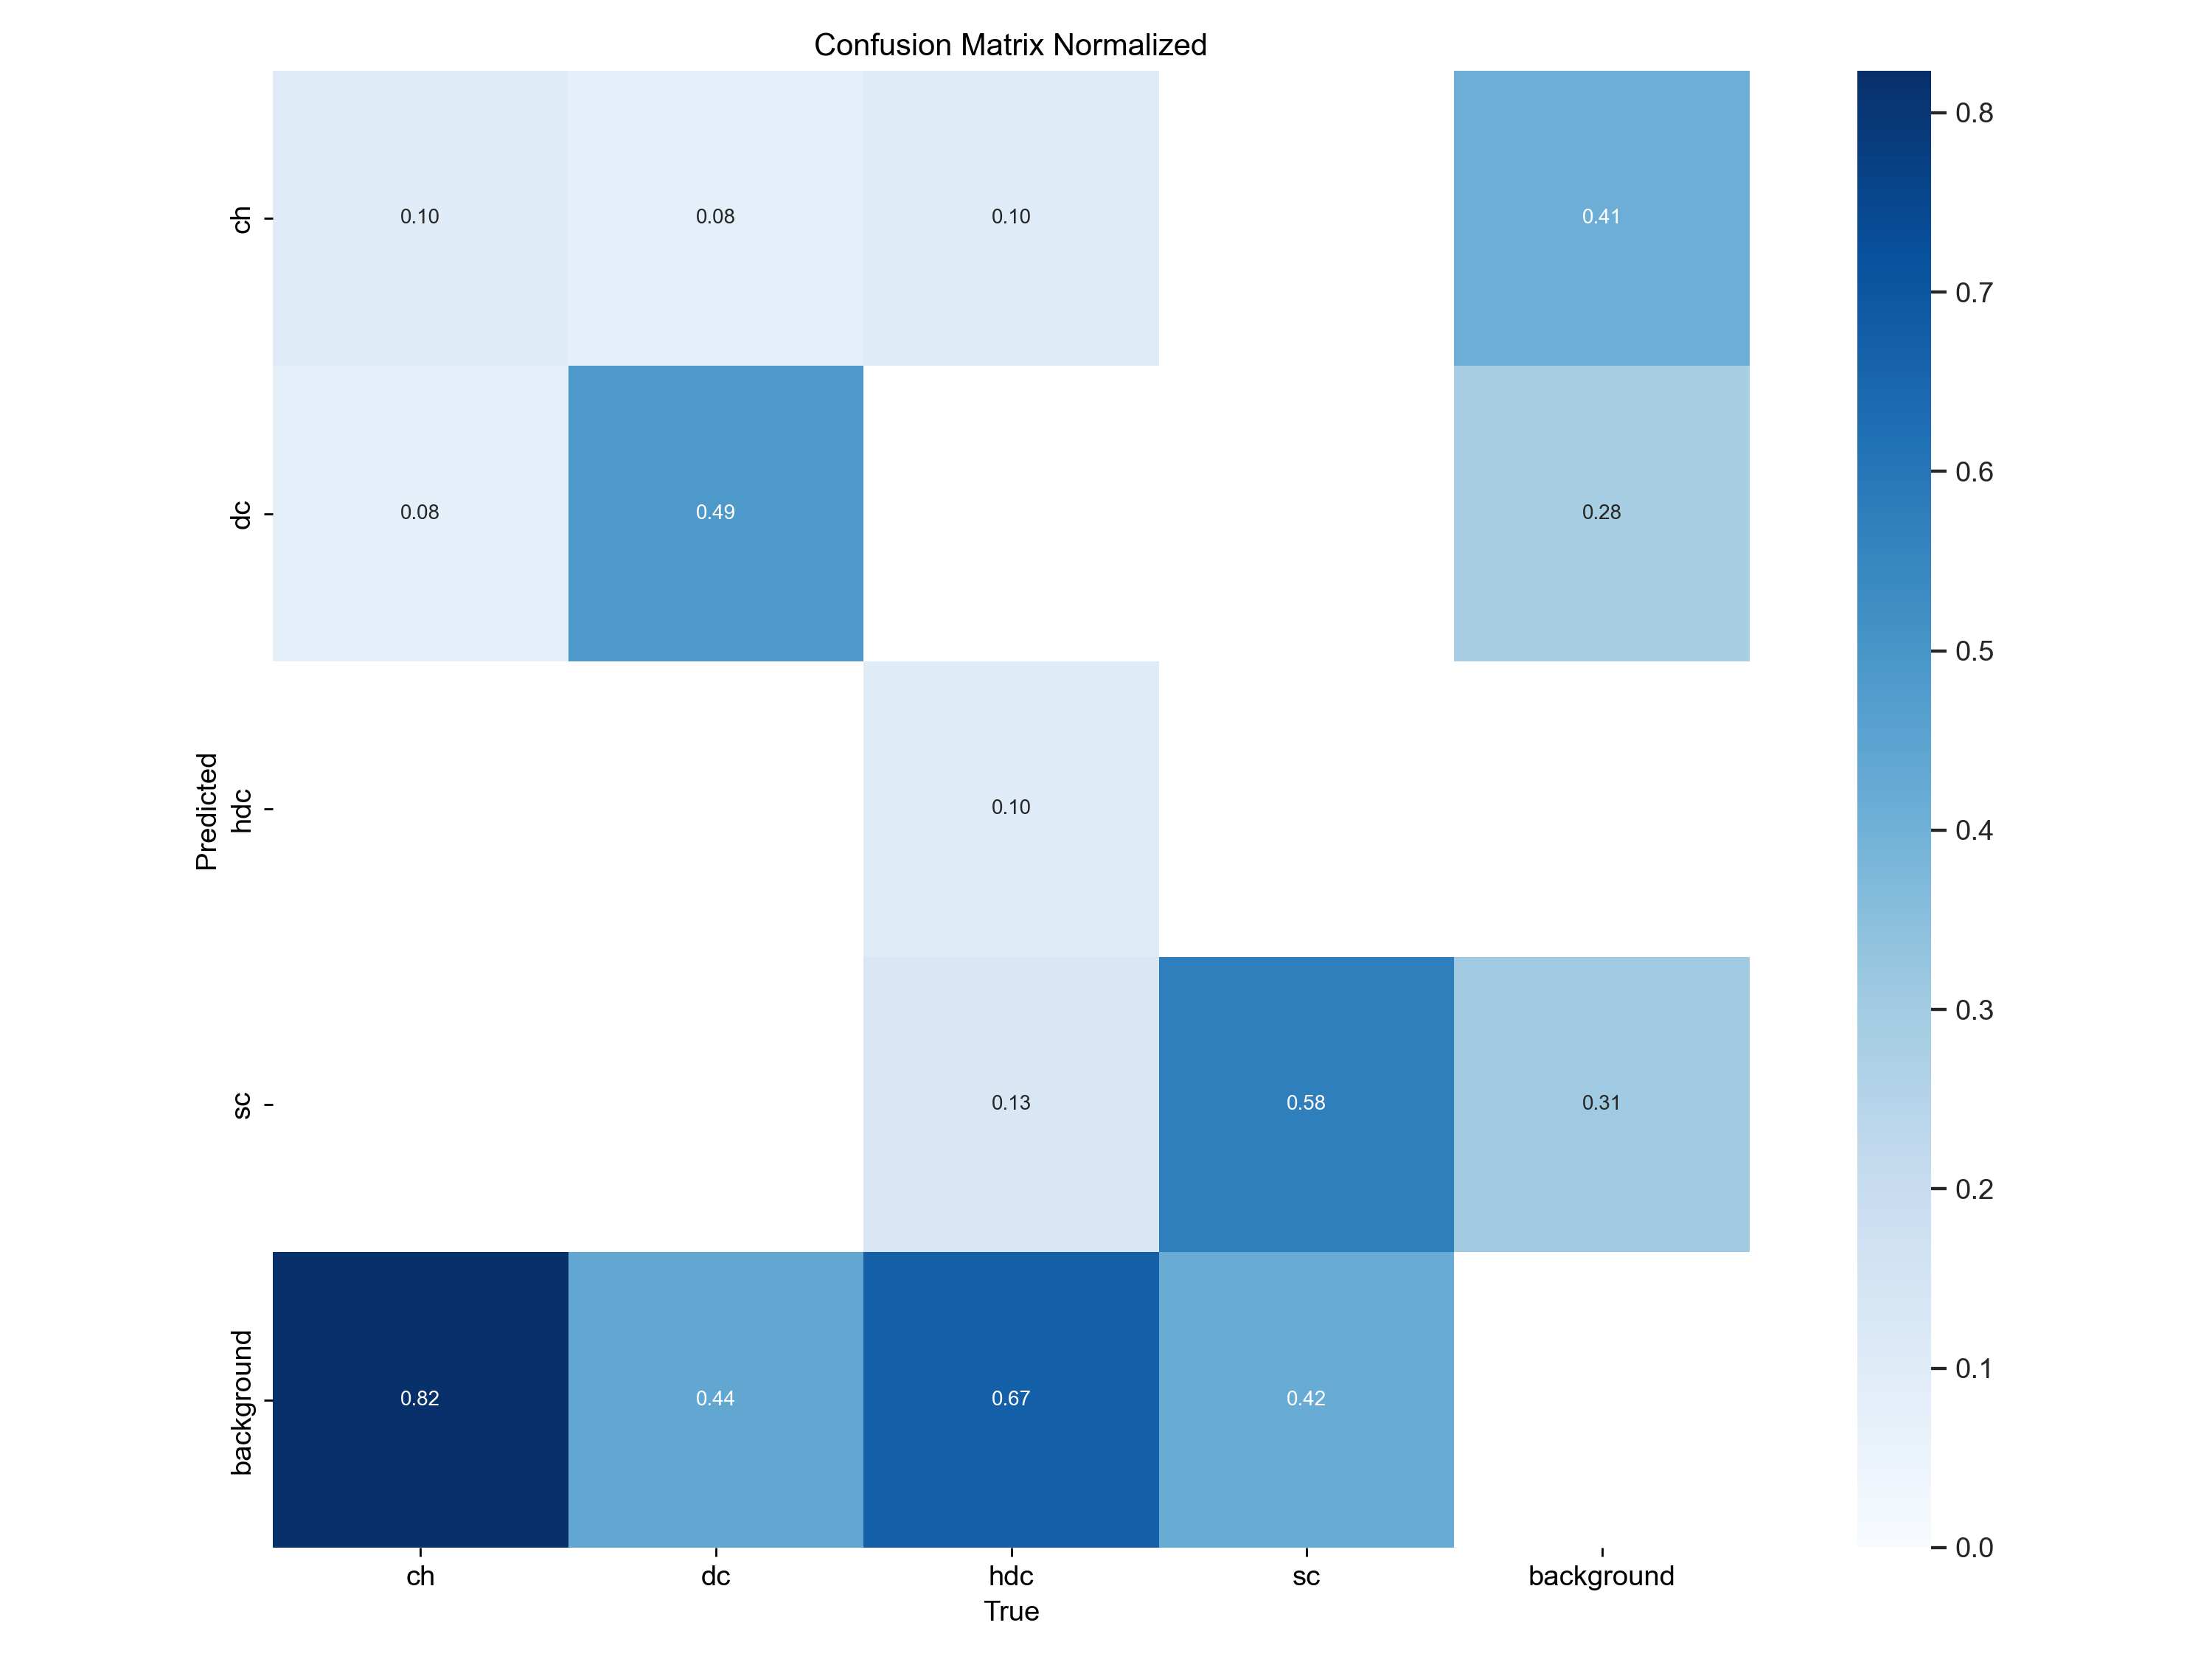 Confusion Matrix Normalized
Predicted
ch
0.10
0.08
0.10
0.41
dc
0.08
0.49
0.28
hdc
0.10
sc
0.13
0.58
0.31
background
0.82
0.44
0.67
0.42
ch
dc
hdc
sc
background
True
0.8
0.7
0.6
0.5
0.4
0.3
0.2
0.1
0.0